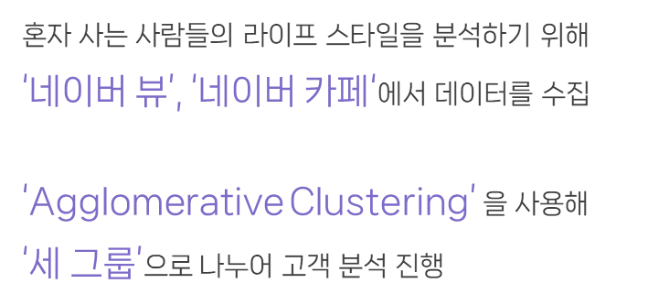 혼자 사는 사람들의 라이프 스타일을 분석하기 위해
'네이버 뷰', '네이버 카페'에서 데이터를 수집
'Agglomerative Clustering' 을 사용해
'세 그룹'으로 나누어 고객 분석 진행